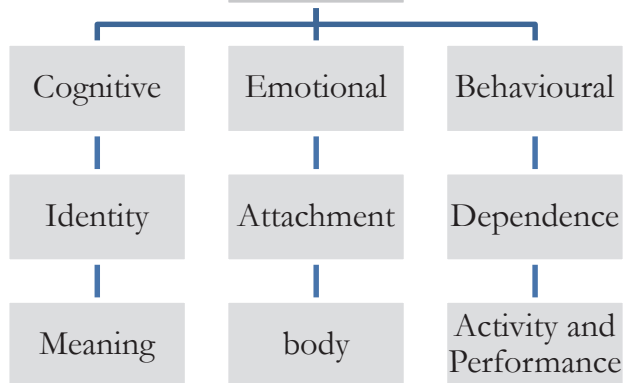 Cognitive
Emotional
Behavioural
Identity
Attachment
Dependence
Meaning
body
Activity and
Performance